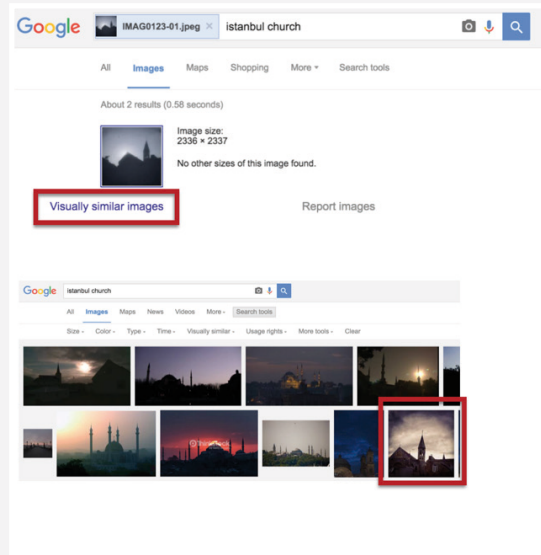 Google IMAG0123-01.jpeg × istanbul church
All Images Maps Shopping More Search tools
About 2 results (0.58 seconds)
Image size:
2336 × 2337
No other sizes of this image found.
Visually similar images Report images
Google istanbul church
All Images Maps News Videos More Search tools
Size Color Type Time Visually similar Usage rights More tools Clear